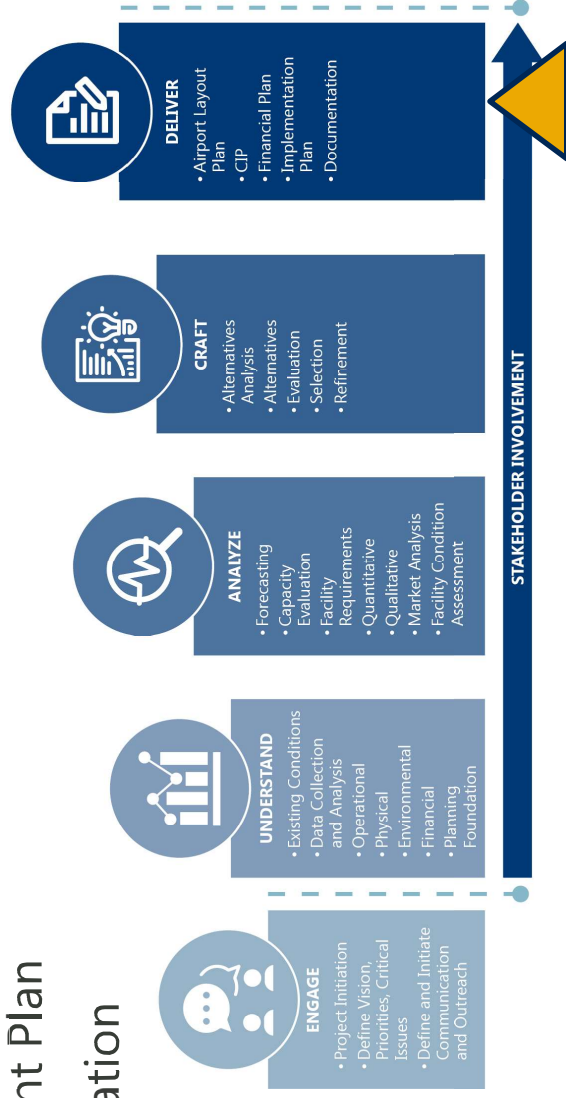 nt Plan
ation
ENGAGE
• Project Initiation
• Define Vision,
Priorities, Critical
Issues
• Define and Initiate
Communication
and Outreach
UNDERSTAND
• Existing Conditions
• Data Collection
and Analysis
• Operational
• Physical
• Environmental
• Financial
• Planning
Foundation
ANALYZE
• Forecasting
• Capacity
Evaluation
• Facility
Requirements
• Quantitative
• Qualitative
• Market Analysis
• Facility Condition
Assessment
CRAFT
• Alternatives
Analysis
• Alternatives
• Evaluation
• Selection
• Refinement
DELIVER
• Airport Layout
Plan
• CIP
• Financial Plan
• Implementation
Plan
• Documentation
STAKEHOLDER INVOLVEMENT